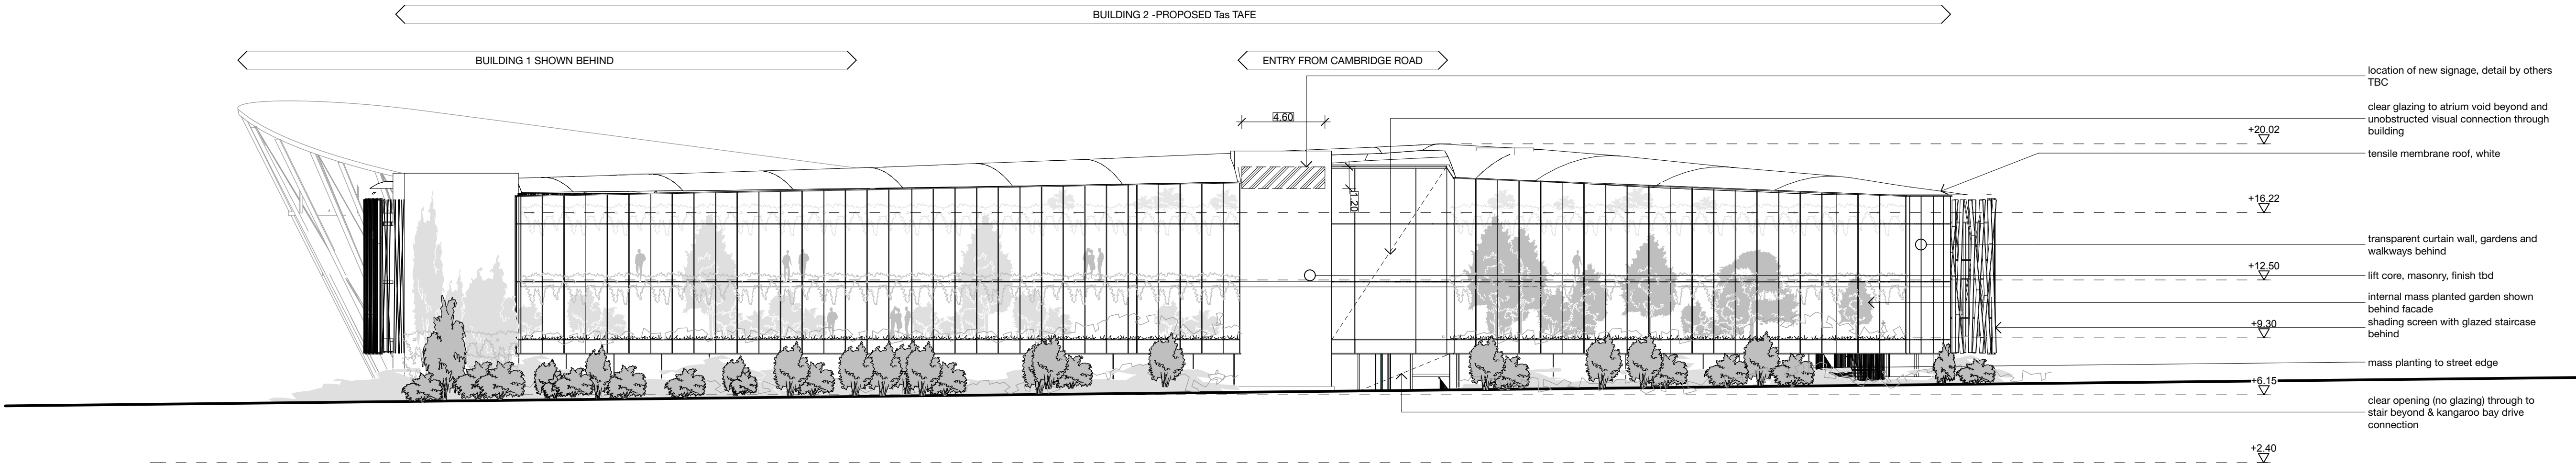 BUILDING 2 -PROPOSED Tas TAFE
BUILDING 1 SHOWN BEHIND
ENTRY FROM CAMBRIDGE ROAD
location of new signage, detail by others
TBC
clear glazing to atrium void beyond and
unobstructed visual connection through
building
4.60
+20.02
tensile membrane roof, white
1.20
+16.22
transparent curtain wall, gardens and
walkways behind
+12.50
lift core, masonry, finish tbd
internal mass planted garden shown
behind facade
+9.30
shading screen with glazed staircase
behind
mass planting to street edge
+6.15
clear opening (no glazing) through to
stair beyond & kangaroo bay drive
connection
+2.40